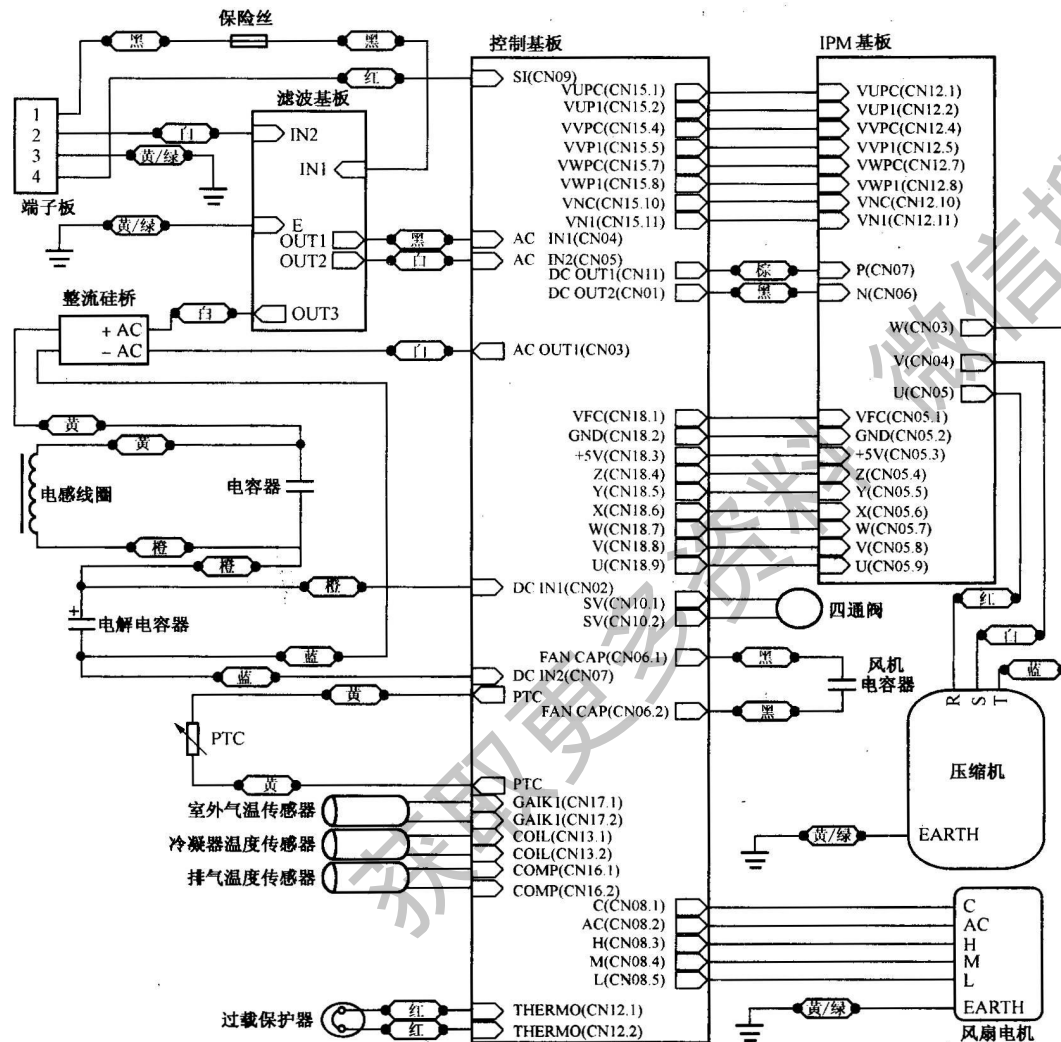 保险丝
黑
黑
控制基板
IPM 基板
红
SI(CN09)
滤波基板
1
2
3
4
端子板
白
黄/绿
IN2
IN1
黄/绿
E
OUT1
OUT2
黑
白
AC IN1(CN04)
AC IN2(CN05)
OUT3
整流硅桥
+ AC
− AC
白
白
AC OUT1(CN03)
VUPC(CN15.1)
VUP1(CN15.2)
VVPC(CN15.4)
VVP1(CN15.5)
VWPC(CN15.7)
VWP1(CN15.8)
VNC(CN15.10)
VN1(CN15.11)
DC OUT1(CN11)
DC OUT2(CN01)
棕
黑
VUPC(CN12.1)
VUP1(CN12.2)
VVPC(CN12.4)
VVP1(CN12.5)
VWPC(CN12.7)
VWP1(CN12.8)
VNC(CN12.10)
VN1(CN12.11)
P(CN07)
N(CN06)
W(CN03)
V(CN04)
U(CN05)
黄
黄
电感线圈
电容器
橙
橙
橙
DC IN1(CN02)
+
电解电容器
蓝
蓝
DC IN2(CN07)
VFC(CN18.1)
GND(CN18.2)
+5V(CN18.3)
Z(CN18.4)
Y(CN18.5)
X(CN18.6)
W(CN18.7)
V(CN18.8)
U(CN18.9)
VFC(CN05.1)
GND(CN05.2)
+5V(CN05.3)
Z(CN05.4)
Y(CN05.5)
X(CN05.6)
W(CN05.7)
V(CN05.8)
U(CN05.9)
SV(CN10.1)
SV(CN10.2)
四通阀
FAN CAP(CN06.1)
FAN CAP(CN06.2)
黑
黑
风机
电容器
红
白
蓝
R
S
T
压缩机
EARTH
黄/绿
黄
PTC
PTC
黄
PTC
室外气温传感器
冷凝器温度传感器
排气温度传感器
GAIK1(CN17.1)
GAIK1(CN17.2)
COIL(CN13.1)
COIL(CN13.2)
COMP(CN16.1)
COMP(CN16.2)
C(CN08.1)
AC(CN08.2)
H(CN08.3)
M(CN08.4)
L(CN08.5)
C
AC
H
M
L
EARTH
黄/绿
风扇电机
过载保护器
红
红
THERMO(CN12.1)
THERMO(CN12.2)
获取更多资料 微信搜